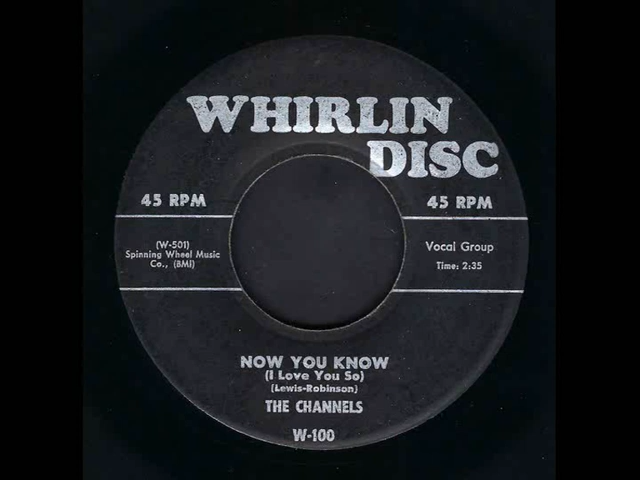 WHIRLIN
DISC
45 RPM
45 RPM
(W-501)
Spinning Wheel Music
Co., (BMI)
Vocal Group
Time: 2:35
NOW YOU KNOW
(I Love You So)
(Lewis-Robinson)
THE CHANNELS
W-100